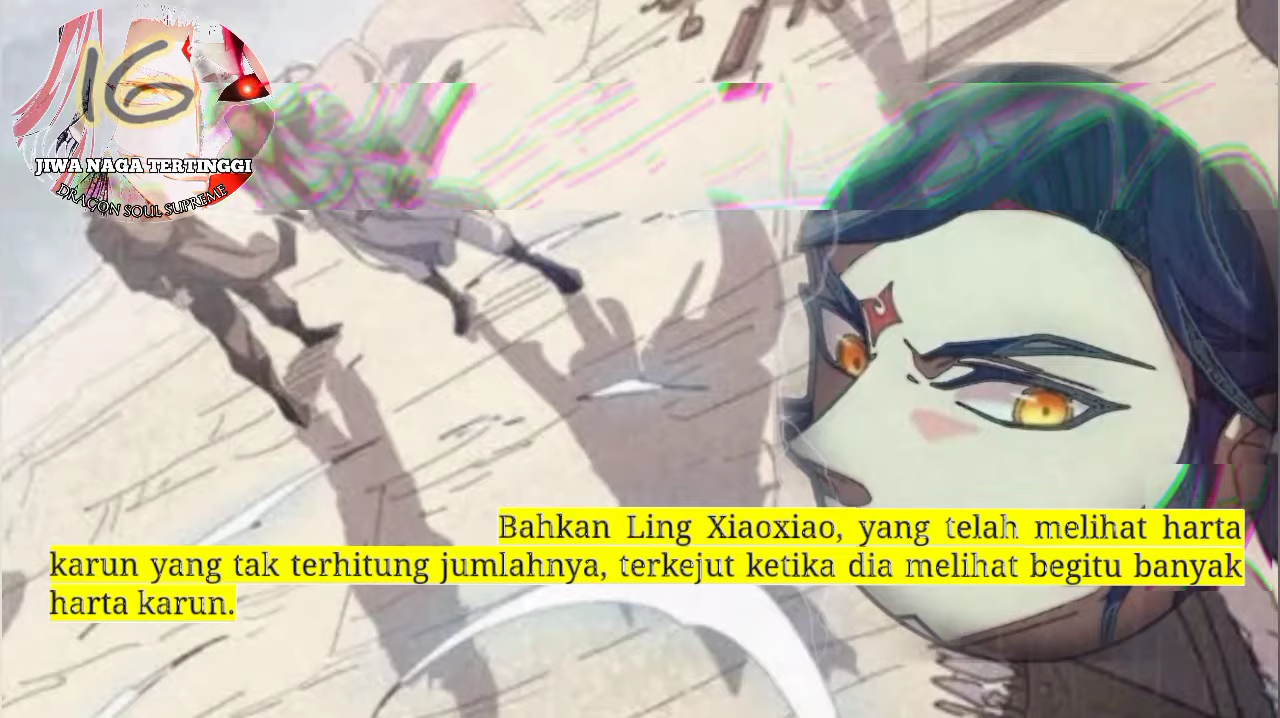 16
JIWA NAGA TERTINGGI
DRAGON SOUL SUPREME
Bahkan Ling Xiaoxiao, yang telah melihat harta
karun yang tak terhitung jumlahnya, terkejut ketika dia melihat begitu banyak
harta karun.